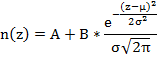 n(z) = A + B * e^(-(z-μ)²/2σ²) / σ√2π